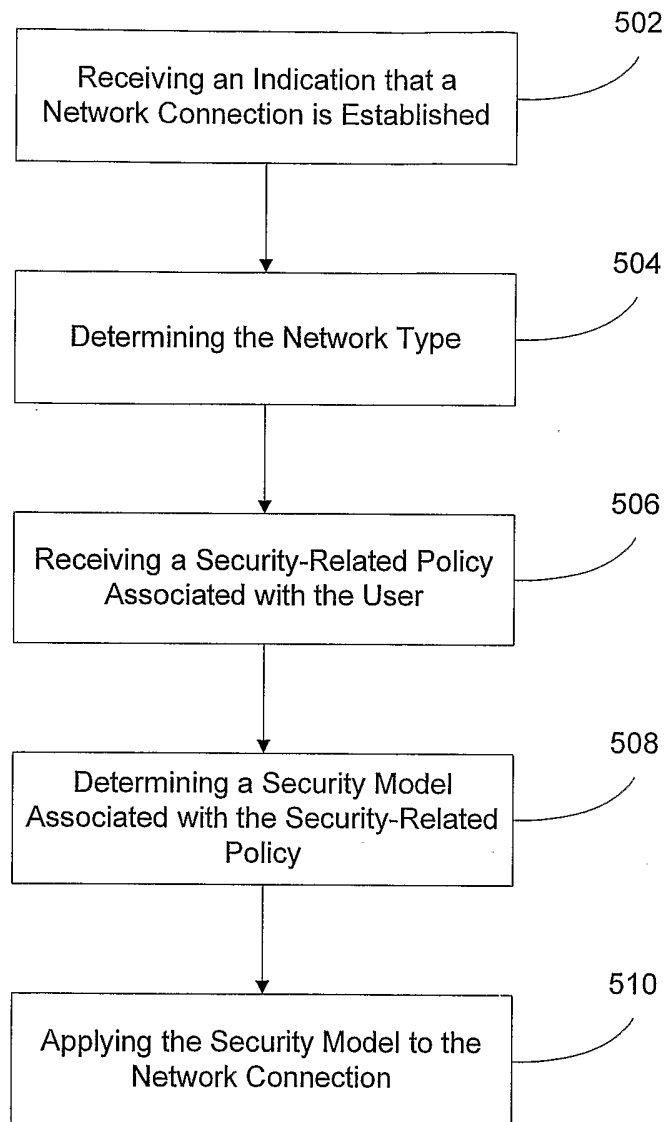 502
Receiving an Indication that a
Network Connection is Established
504
Determining the Network Type
506
Receiving a Security-Related Policy
Associated with the User
508
Determining a Security Model
Associated with the Security-Related
Policy
510
Applying the Security Model to the
Network Connection